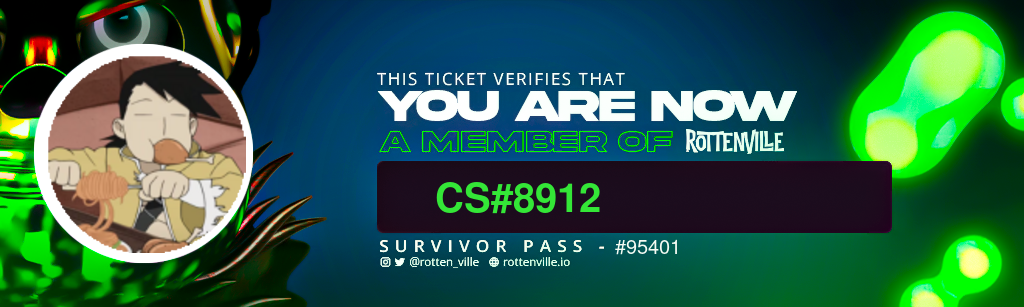 THIS TICKET VERIFIES THAT
YOU ARE NOW
A MEMBER OF ROTTENVILLE
CS#8912
SURVIVOR PASS - #95401
@rotten_ville rottenville.io